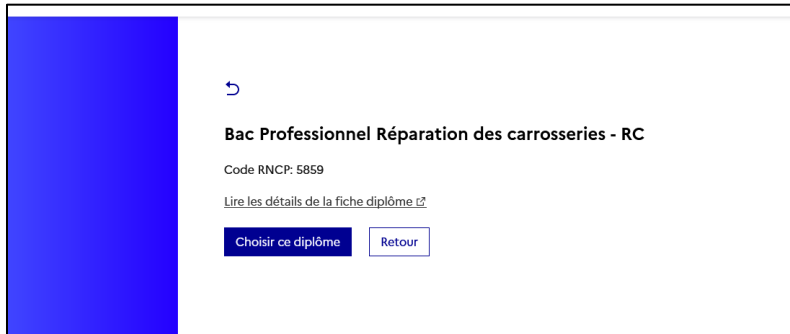 Bac Professionnel Réparation des carrosseries - RC
Code RNCP: 5859
Lire les détails de la fiche diplôme
Choisir ce diplôme
Retour